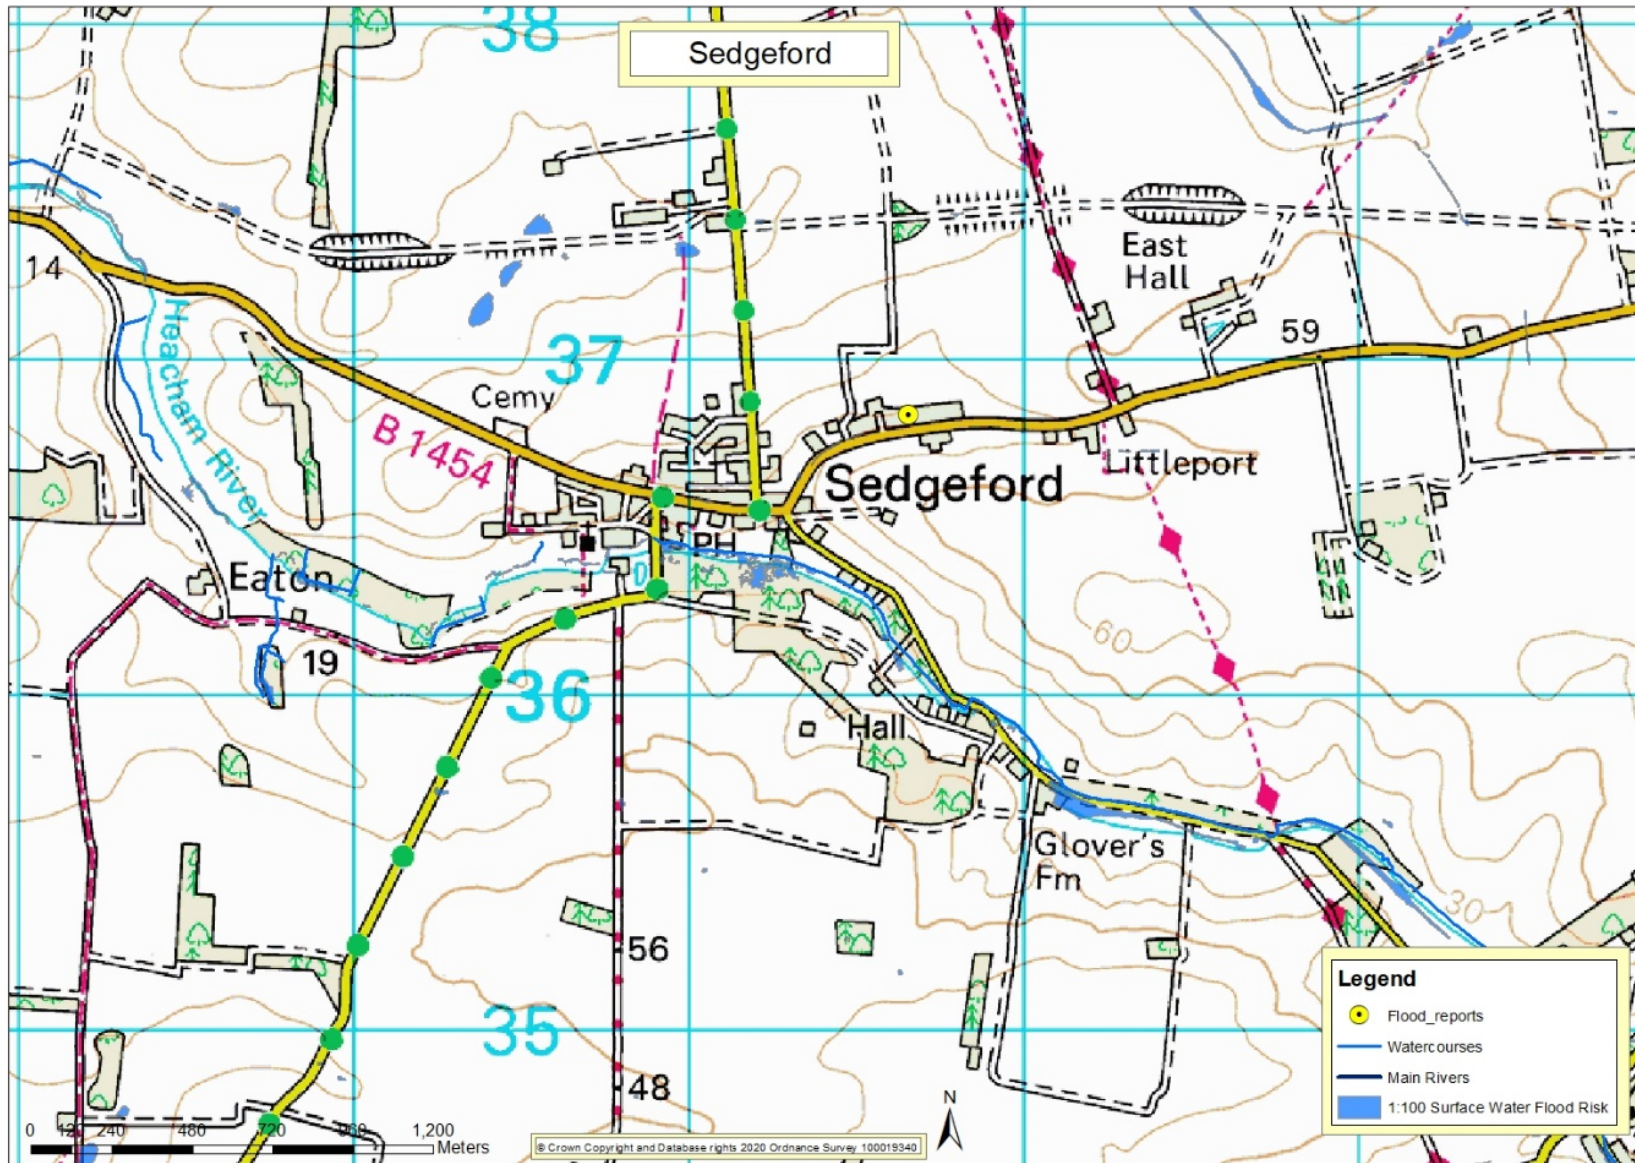 38
Sedgeford
14
East
Hall
59
37
Heacham River
Cemy
B 1454
Sedgeford
Littleport
PH
Eaton
60
19
36
Hall
Glover's
Fm
30
56
35
48
Legend
Flood_reports
Watercourses
Main Rivers
1:100 Surface Water Flood Risk
N
0 120 240 480 720 960 1,200
Meters
© Crown Copyright and Database rights 2020 Ordnance Survey 100019340